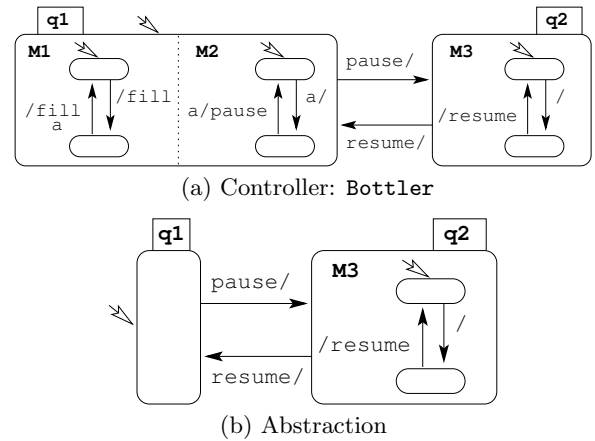 q1
q2
M1
M2
M3
/fill
a
/fill
a/pause
a/
pause/
resume/
/resume
/
(a) Controller: Bottler
q1
q2
M3
pause/
resume/
/resume
/
(b) Abstraction